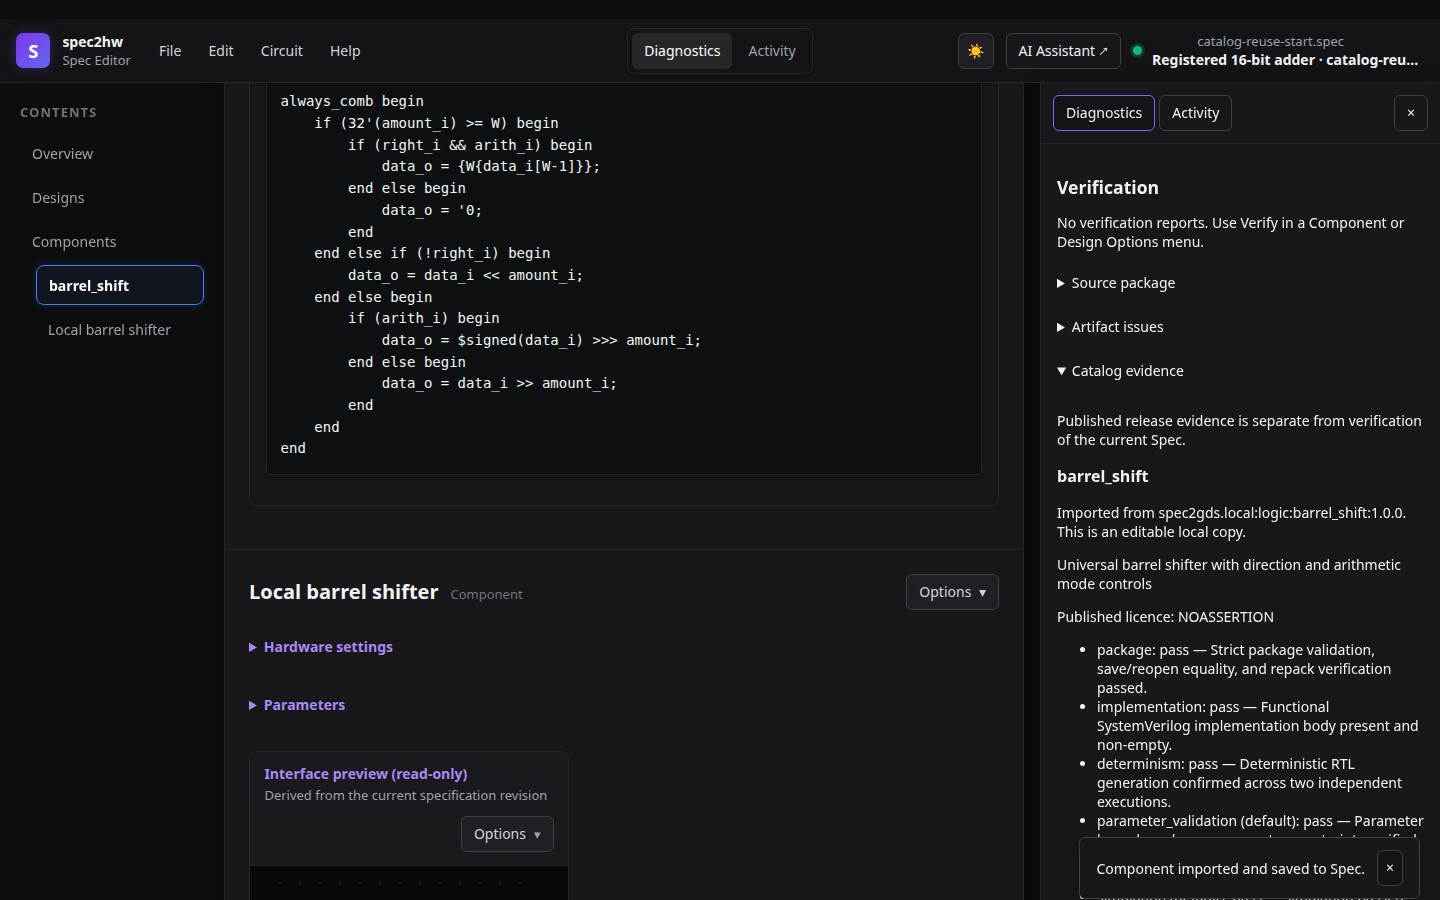 S
spec2hw
Spec Editor
File
Edit
Circuit
Help
Diagnostics
Activity
AI Assistant ↗
catalog-reuse-start.spec
Registered 16-bit adder · catalog-reu...
CONTENTS
Overview
Designs
Components
barrel_shift
Local barrel shifter
always_comb begin
    if (32'(amount_i) >= W) begin
        if (right_i && arith_i) begin
            data_o = {W{data_i[W-1]}};
        end else begin
            data_o = '0;
        end
    end else if (!right_i) begin
        data_o = data_i << amount_i;
    end else begin
        if (arith_i) begin
            data_o = $signed(data_i) >>> amount_i;
        end else begin
            data_o = data_i >> amount_i;
        end
    end
end
Local barrel shifter Component
Options ▾
▶ Hardware settings
▶ Parameters
Interface preview (read-only)
Derived from the current specification revision
Options ▾
Diagnostics
Activity
×
Verification
No verification reports. Use Verify in a Component or
Design Options menu.
▶ Source package
▶ Artifact issues
▼ Catalog evidence
Published release evidence is separate from verification
of the current Spec.
barrel_shift
Imported from spec2gds.local:logic:barrel_shift:1.0.0.
This is an editable local copy.
Universal barrel shifter with direction and arithmetic
mode controls
Published licence: NOASSERTION
• package: pass — Strict package validation,
save/reopen equality, and repack verification
passed.
• implementation: pass — Functional
SystemVerilog implementation body present and
non-empty.
• determinism: pass — Deterministic RTL
generation confirmed across two independent
executions.
• parameter_validation (default): pass — Parameter
Component imported and saved to Spec.
×